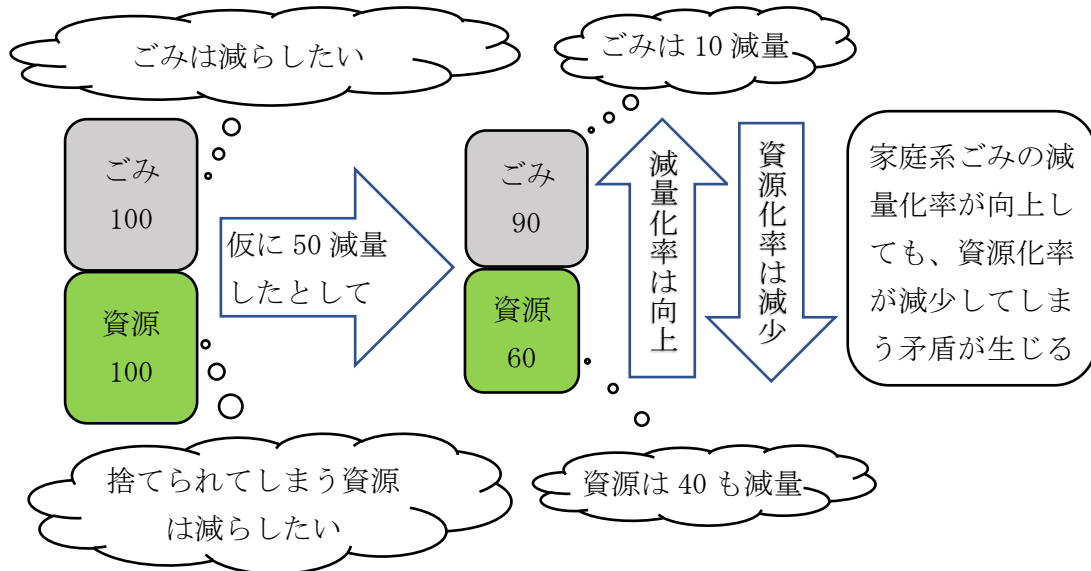 ごみは減らしたい
ごみは 10 減量
ごみ
100
資源
100
仮に 50 減量
したとして
ごみ
90
資源
60
減量化率は向上
資源化率は減少
家庭系ごみの減
量化率が向上し
ても、資源化率
が減少してしま
う矛盾が生じる
捨てられてしまう資源
は減らしたい
資源は 40 も減量